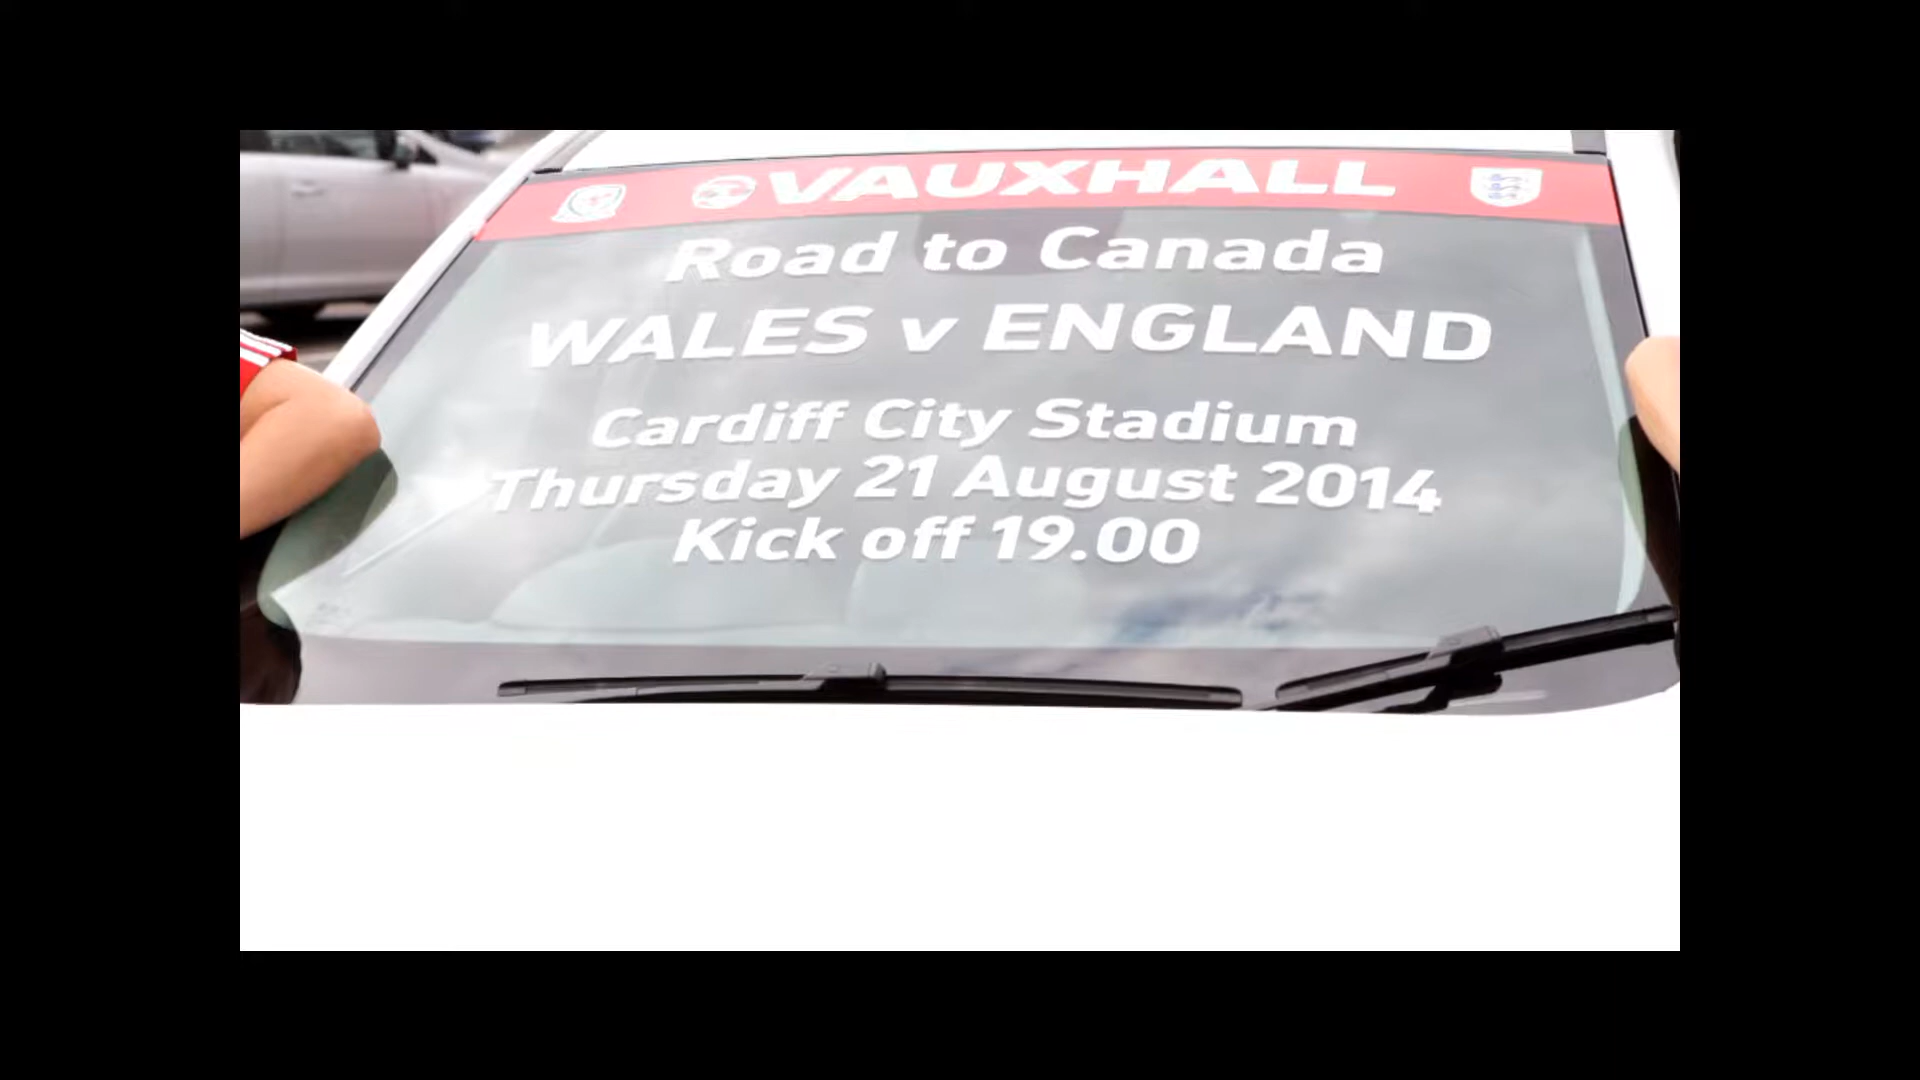 VAUXHALL
Road to Canada
WALES v ENGLAND
Cardiff City Stadium
Thursday 21 August 2014
Kick off 19.00